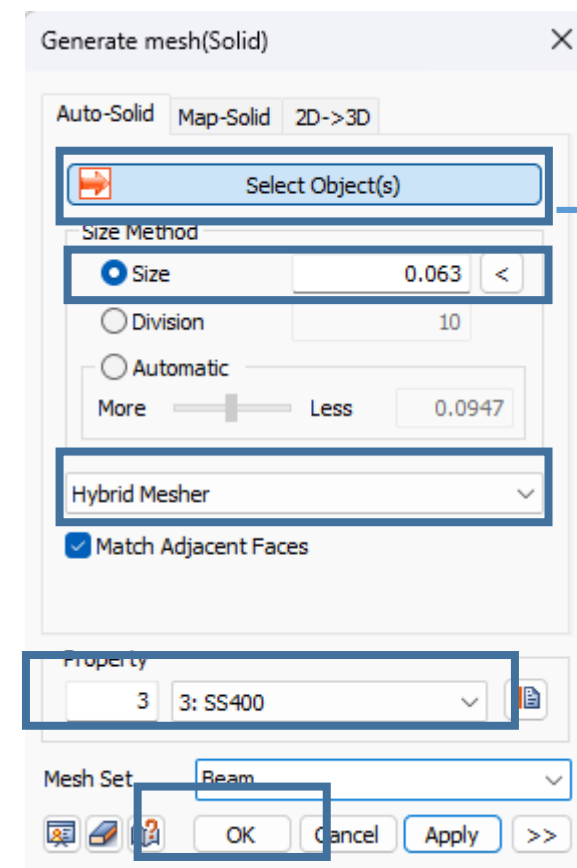 Generate mesh(Solid)
Auto-Solid Map-Solid 2D->3D
Select Object(s)
Size Method
Size 0.063 <
Division 10
Automatic
More Less 0.0947
Hybrid Mesher
Match Adjacent Faces
Property
3 3: SS400
Mesh Set Beam
OK Cancel Apply >>